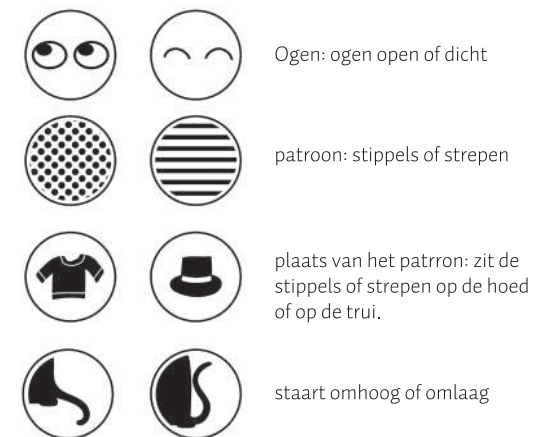 Ogen: ogen open of dicht
patroon: stippels of strepen
plaats van het patrron: zit de
stippels of strepen op de hoed
of op de trui.
staart omhoog of omlaag